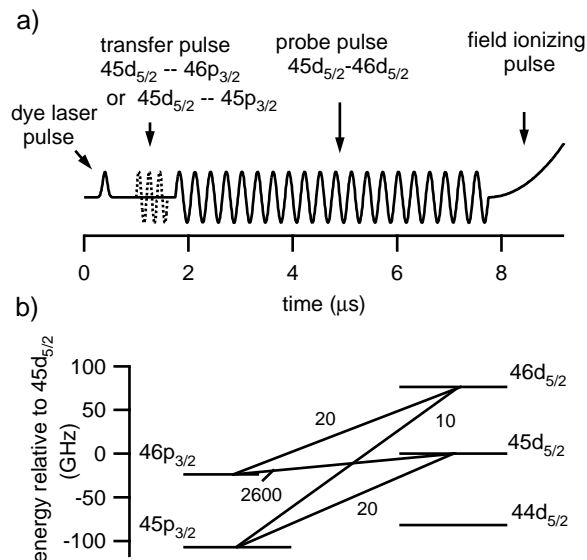 a)
transfer pulse
45d5/2 -- 46p3/2
or 45d5/2 -- 45p3/2
probe pulse
45d5/2-46d5/2
field ionizing
pulse
dye laser
pulse
0 2 4 6 8
time (μs)
b)
energy relative to 45d5/2
(GHz)
100
50
0
-50
-100
46p3/2
45p3/2
20
10
2600
20
46d5/2
45d5/2
44d5/2